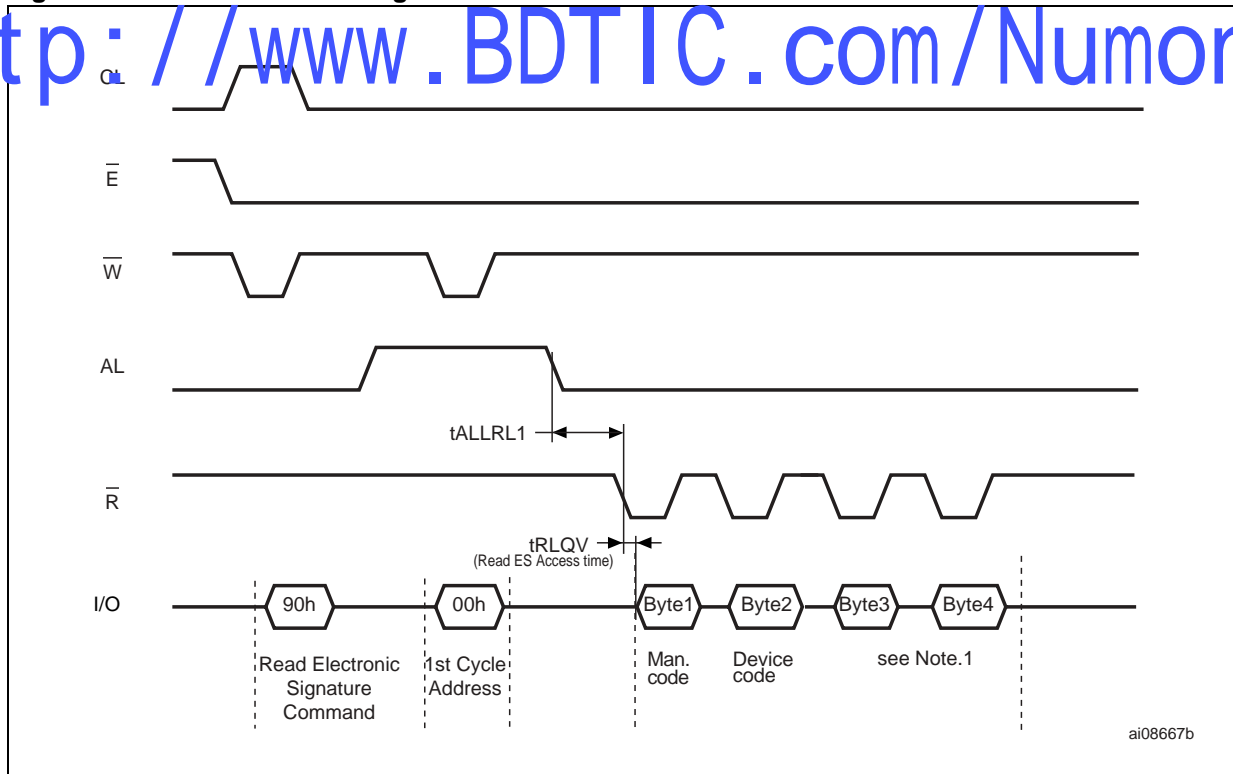 tp://www.BDTIC.com/Numon
CL
E
W
AL
tALLRL1
R
tRLQV
(Read ES Access time)
I/O
90h
00h
Byte1
Byte2
Byte3
Byte4
Read Electronic
Signature
Command
1st Cycle
Address
Man.
code
Device
code
see Note.1
ai08667b